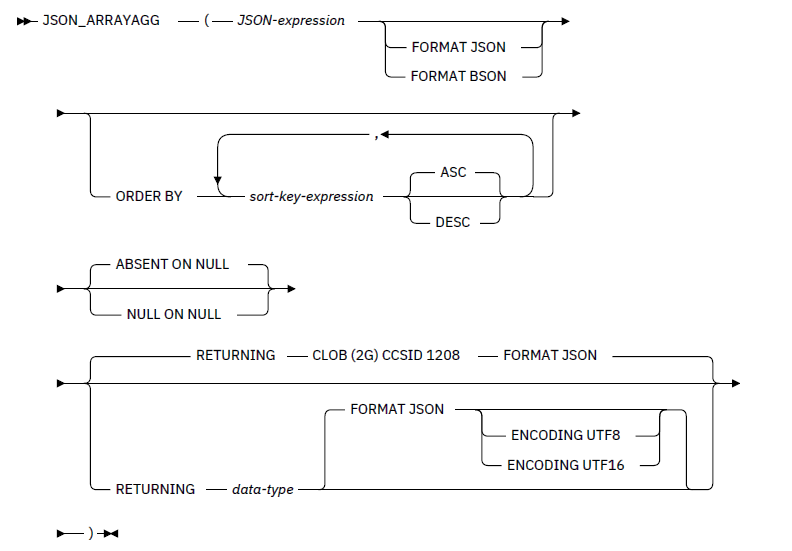 JSON_ARRAYAGG ( JSON-expression
FORMAT JSON
FORMAT BSON
,
ASC
ORDER BY sort-key-expression
DESC
ABSENT ON NULL
NULL ON NULL
RETURNING CLOB (2G) CCSID 1208 FORMAT JSON
FORMAT JSON
ENCODING UTF8
ENCODING UTF16
RETURNING data-type
)